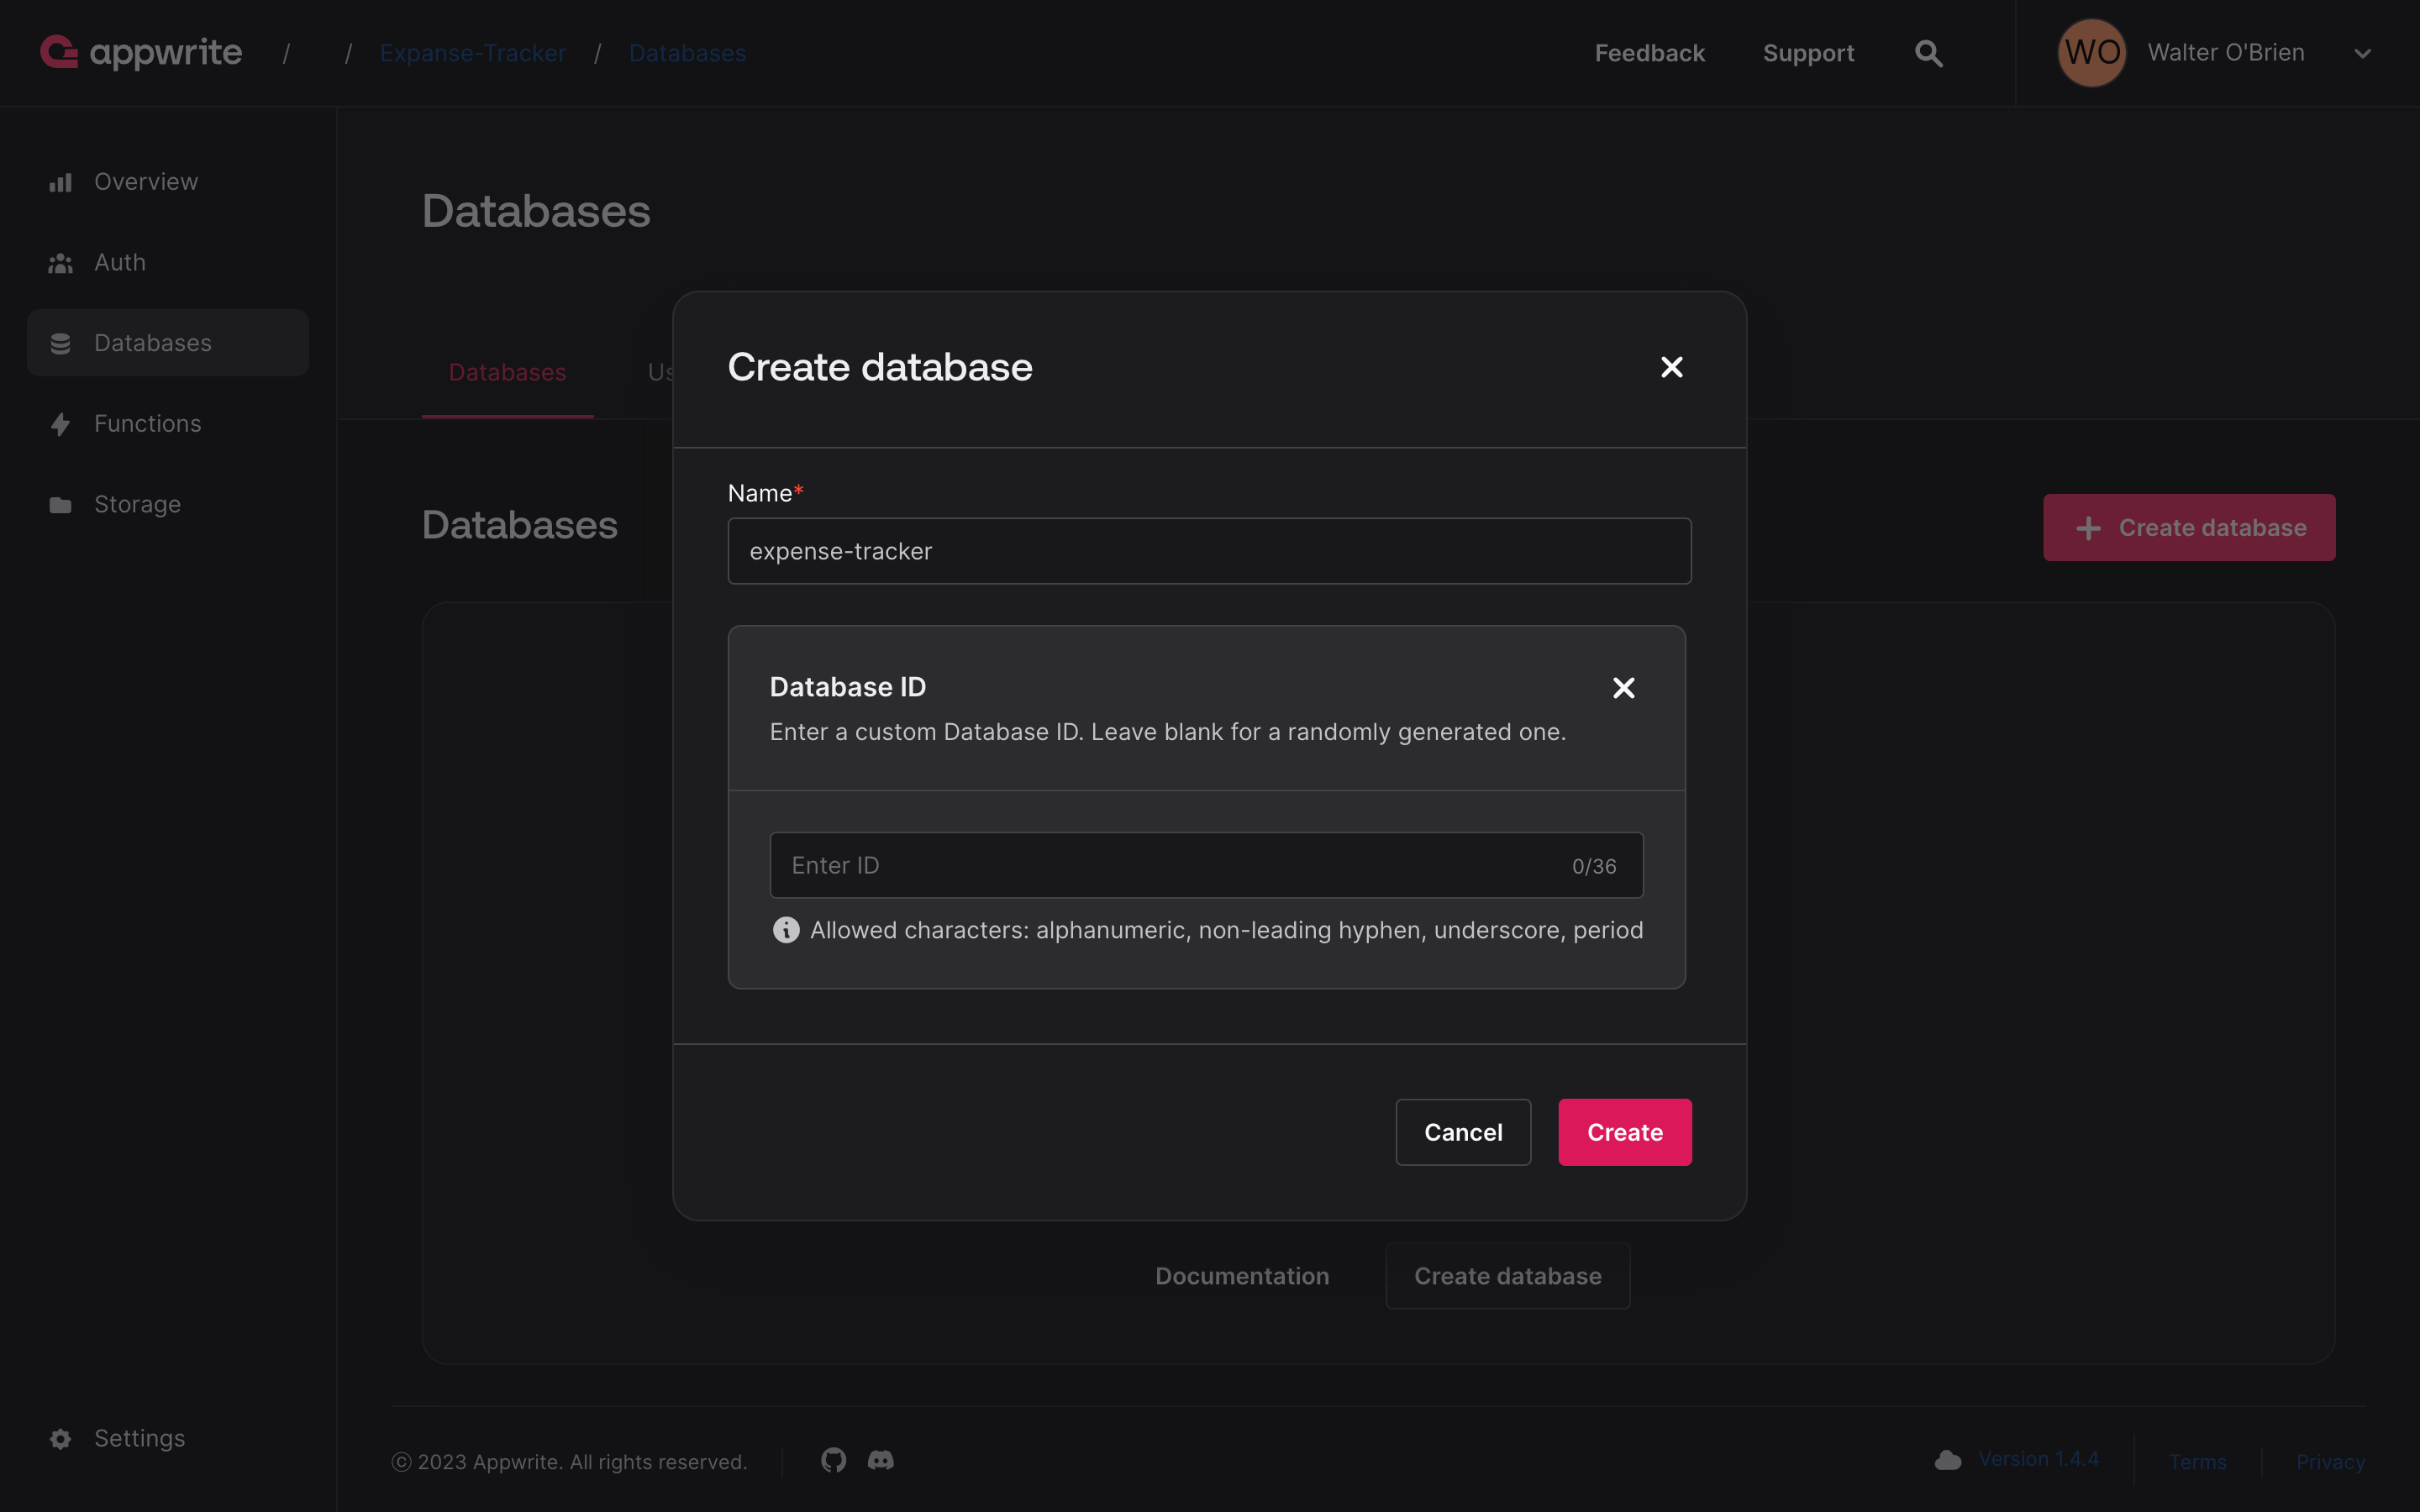 appwrite / / Expanse-Tracker / Databases Feedback Support WO Walter O'Brien
Overview
Auth
Databases
Functions
Storage
Settings
Databases
Databases Us
Databases
Create database
Create database
Name*
expense-tracker
Database ID
Enter a custom Database ID. Leave blank for a randomly generated one.
Enter ID 0/36
Allowed characters: alphanumeric, non-leading hyphen, underscore, period
Cancel Create
Documentation Create database
© 2023 Appwrite. All rights reserved. Version 1.4.4 Terms Privacy